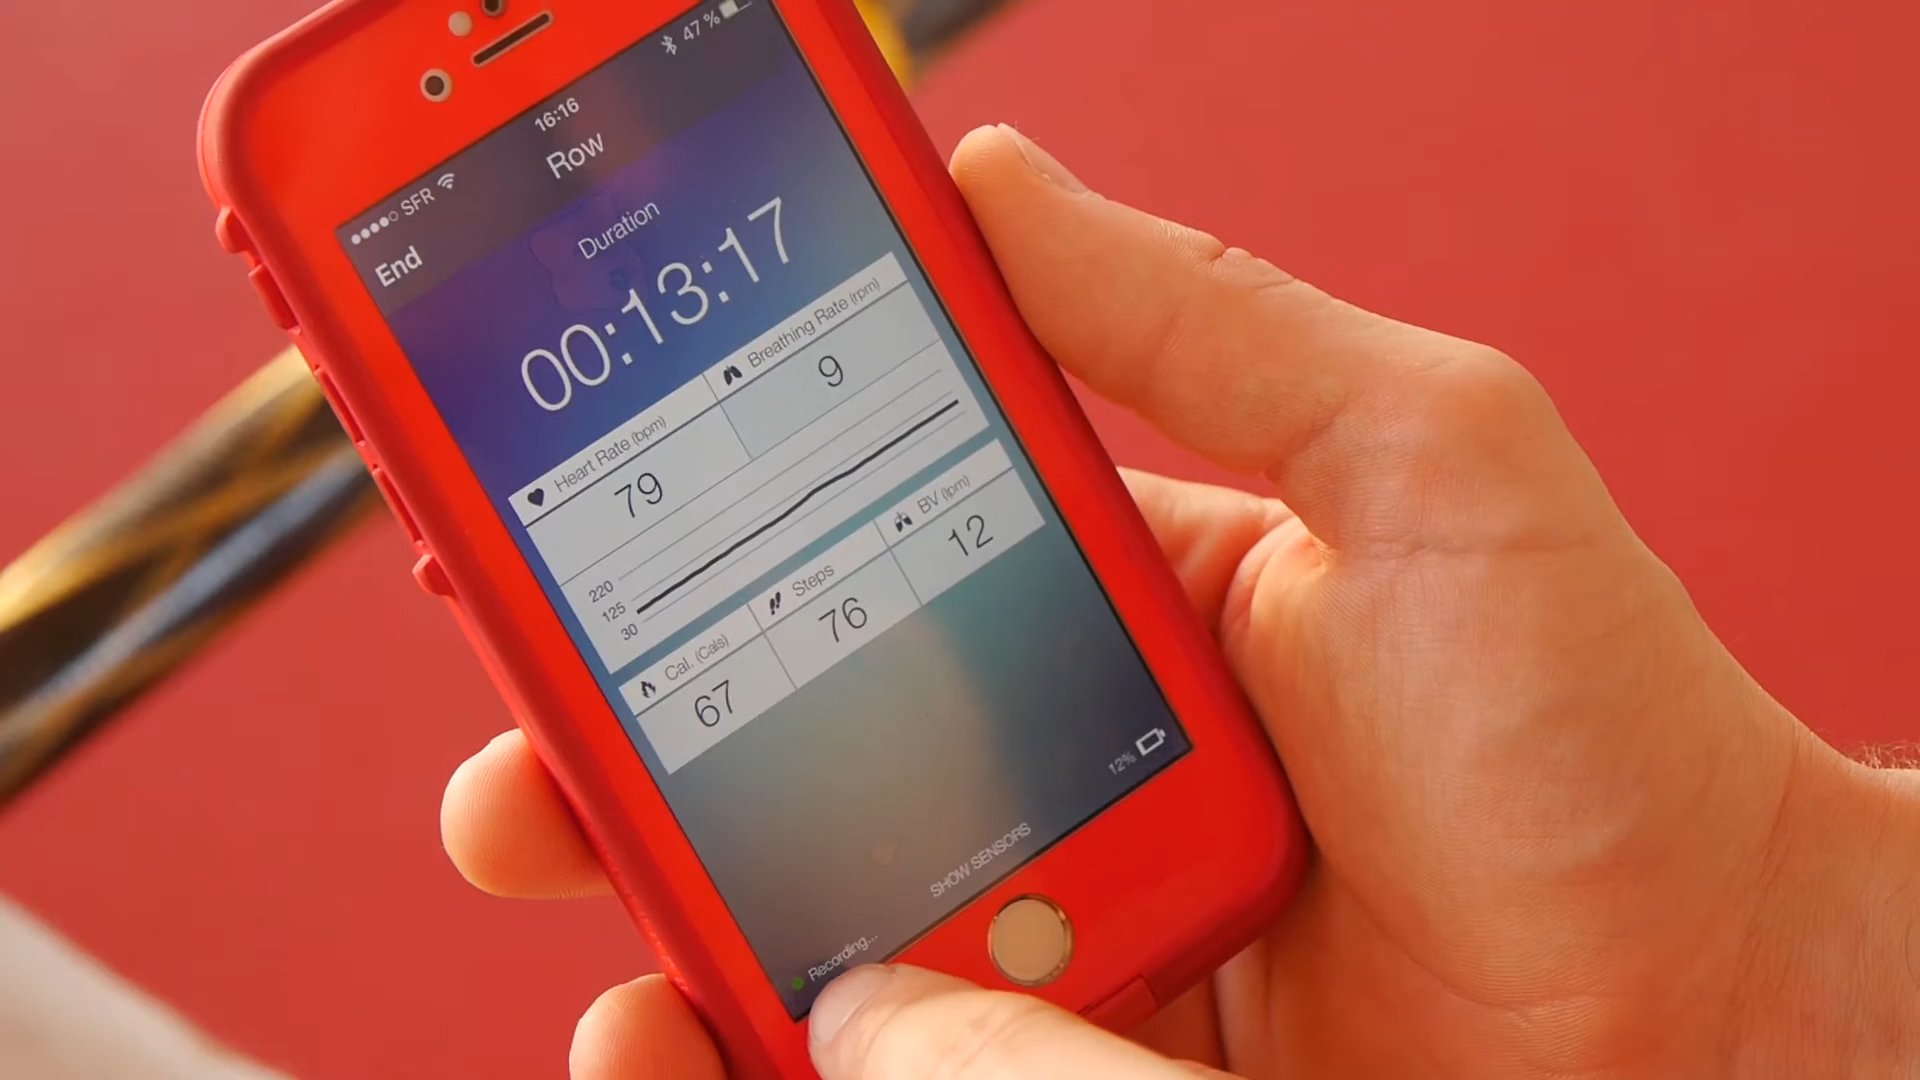 ●●●●○ SFR 16:16 47 %
End Row
Duration
00:13:17
Heart Rate (bpm) Breathing Rate (rpm)
79 9
220
125
30
Cal. (Cals) Steps BV (lpm)
67 76 12
Recording... SHOW SENSORS 12%